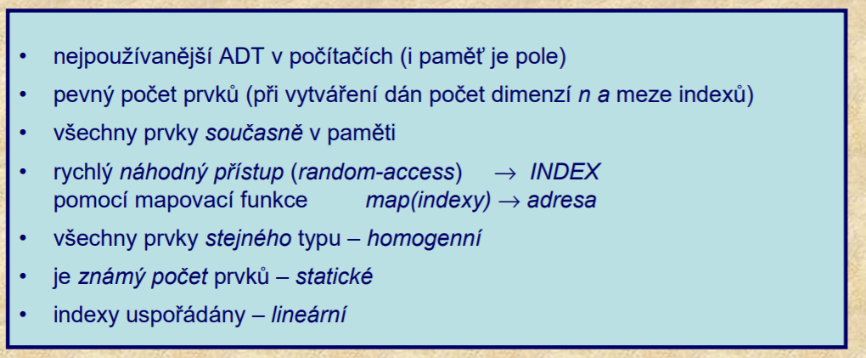 • nejpoužívanější ADT v počítačích (i paměť je pole)
• pevný počet prvků (při vytváření dán počet dimenzí n a meze indexů)
• všechny prvky současně v paměti
• rychlý náhodný přístup (random-access) → INDEX
pomocí mapovací funkce map(indexy) → adresa
• všechny prvky stejného typu – homogenní
• je známý počet prvků – statické
• indexy uspořádány – lineární